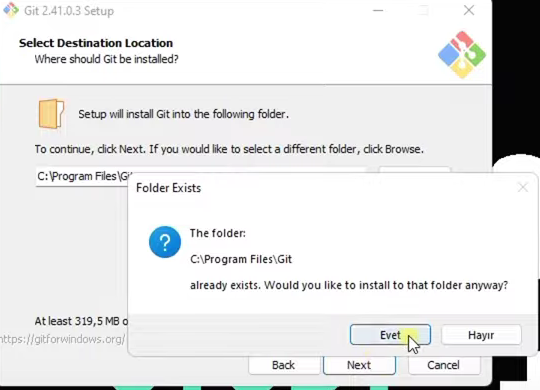 Git 2.41.0.3 Setup
Select Destination Location
Where should Git be installed?
Setup will install Git into the following folder.
To continue, click Next. If you would like to select a different folder, click Browse.
C:\Program Files\Git
Folder Exists
The folder:
C:\Program Files\Git
already exists. Would you like to install to that folder anyway?
At least 319,5 MB o
https://gitforwindows.org/
Evet
Hayır
Back
Next
Cancel